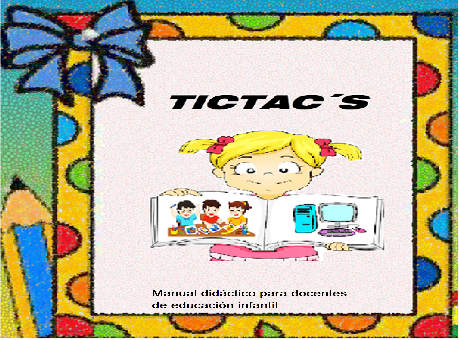 TICTAC´S
Manual didáctico para docentes
de educación infantil